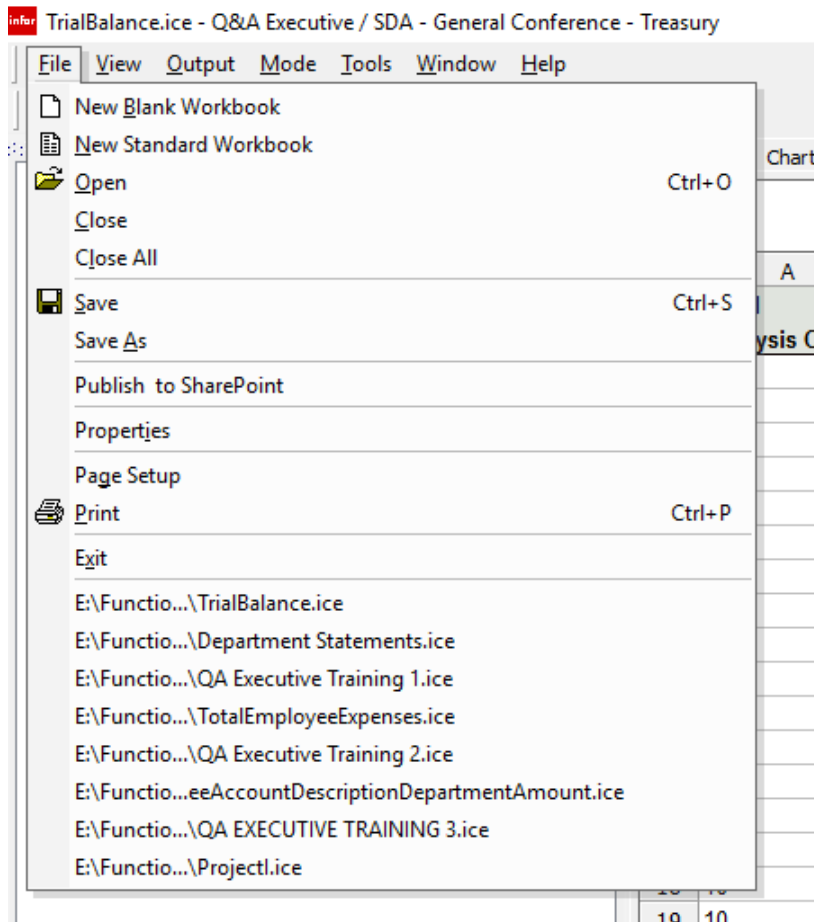 infor TrialBalance.ice - Q&A Executive / SDA - General Conference - Treasury
File View Output Mode Tools Window Help
New Blank Workbook
New Standard Workbook
Chart
Open Ctrl+O
Close
Close All
A
Save Ctrl+S
Save As
ysis
Publish  to SharePoint
Properties
Page Setup
Print Ctrl+P
Exit
E:\Functio...\TrialBalance.ice
E:\Functio...\Department Statements.ice
E:\Functio...\QA Executive Training 1.ice
E:\Functio...\TotalEmployeeExpenses.ice
E:\Functio...\QA Executive Training 2.ice
E:\Functio...eeAccountDescriptionDepartmentAmount.ice
E:\Functio...\QA EXECUTIVE TRAINING 3.ice
E:\Functio...\Projectl.ice
19 10